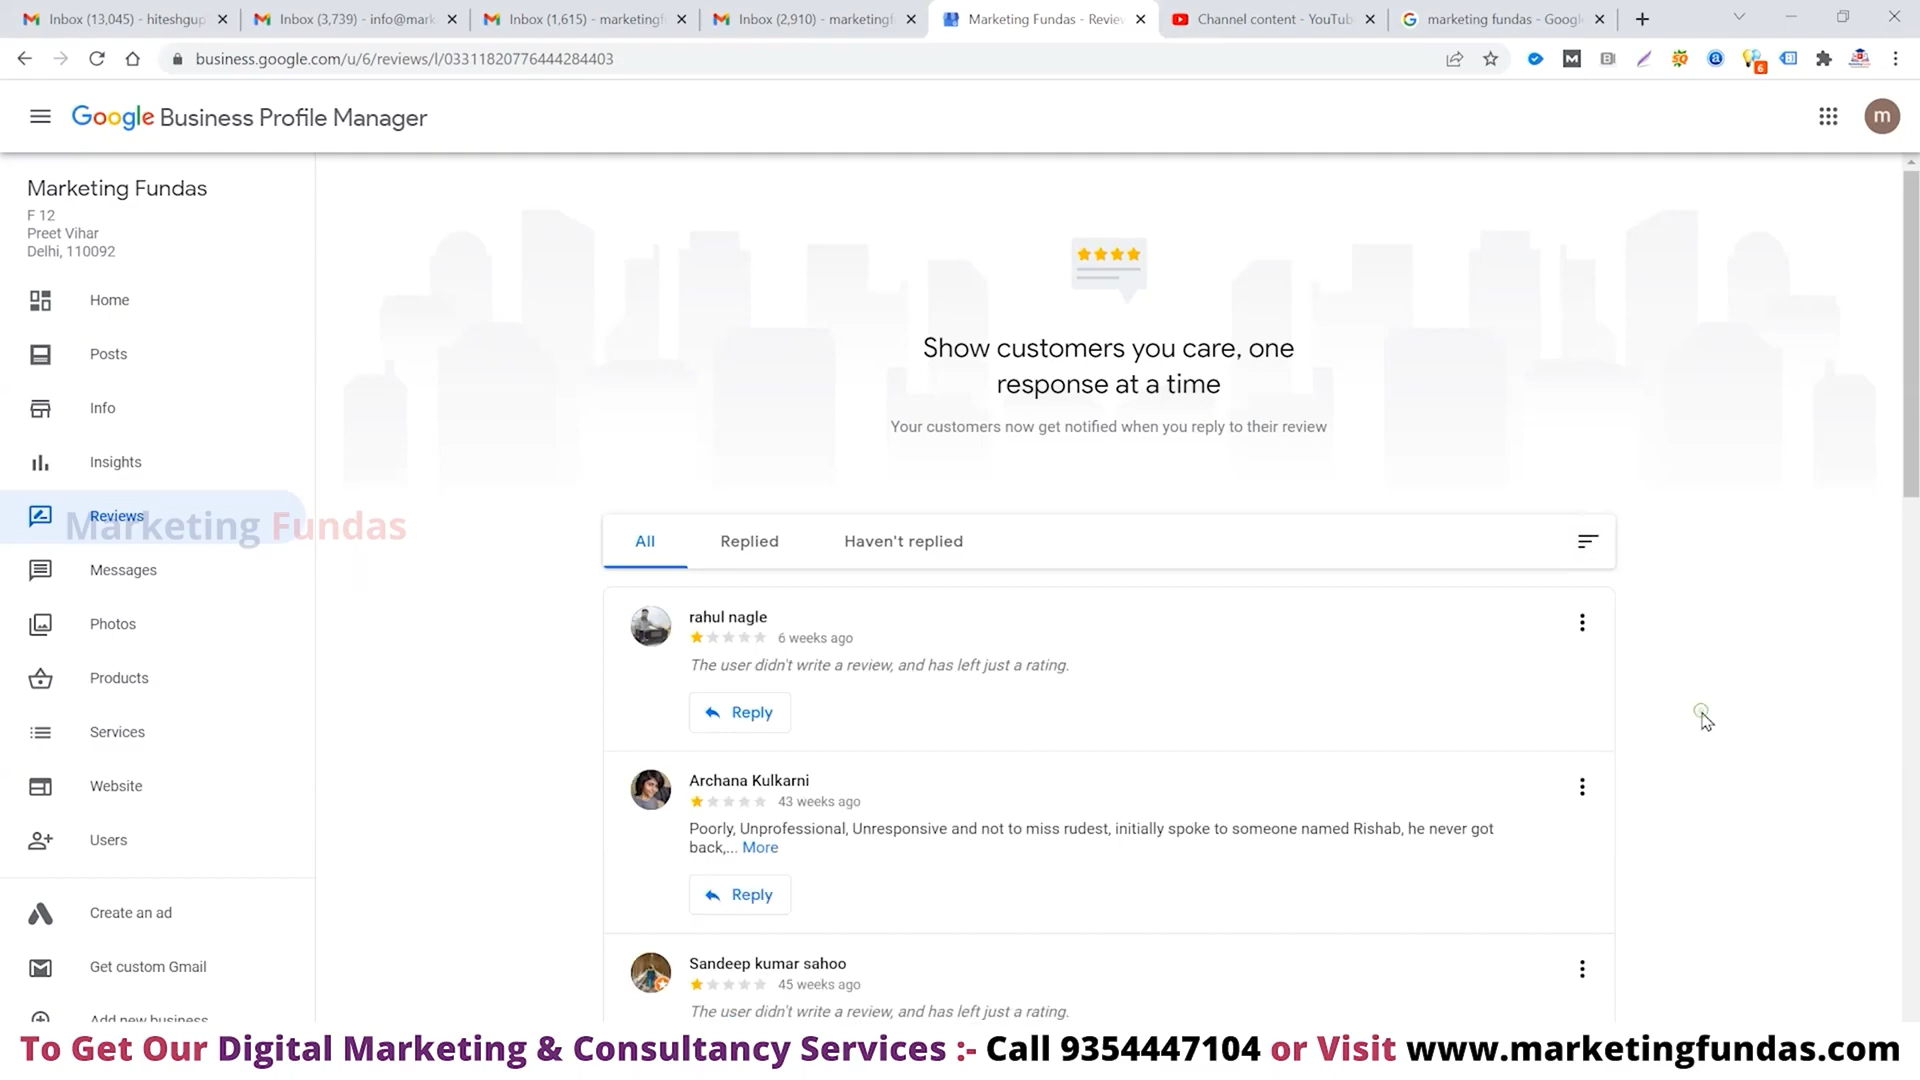 Inbox (13,045) - hiteshgup
Inbox (3,739) - info@mark
Inbox (1,615) - marketingf
Inbox (2,910) - marketingf
Marketing Fundas - Review
Channel content - YouTub
marketing fundas - Google
business.google.com/u/6/reviews/l/03311820776444284403
6
Google Business Profile Manager
m
Marketing Fundas
F 12
Preet Vihar
Delhi, 110092
Home
Posts
Info
Insights
Reviews
Marketing Fundas
Messages
Photos
Products
Services
Website
Users
Create an ad
Get custom Gmail
Add new business
Show customers you care, one
response at a time
Your customers now get notified when you reply to their review
All Replied Haven't replied
rahul nagle
6 weeks ago
The user didn't write a review, and has left just a rating.
Reply
Archana Kulkarni
43 weeks ago
Poorly, Unprofessional, Unresponsive and not to miss rudest, initially spoke to someone named Rishab, he never got
back,... More
Reply
Sandeep kumar sahoo
45 weeks ago
The user didn't write a review, and has left just a rating.
To Get Our Digital Marketing & Consultancy Services :- Call 9354447104 or Visit www.marketingfundas.com